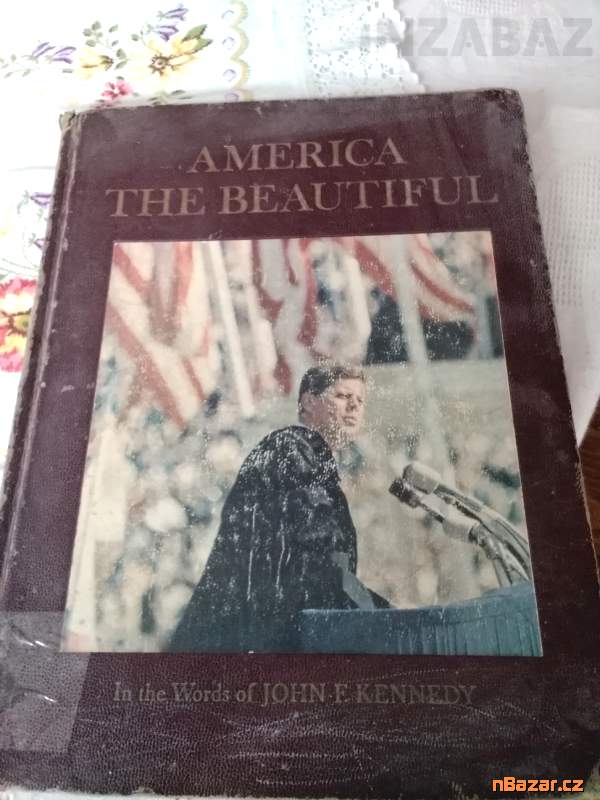 INZABAZ
AMERICA
THE BEAUTIFUL
In the Words of JOHN F. KENNEDY
nBazar.cz